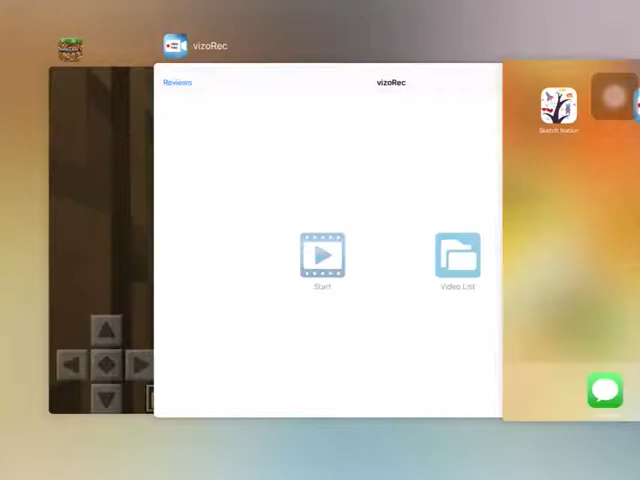 vizoRec
Reviews
vizoRec
Sketch Nation
Start
Video List